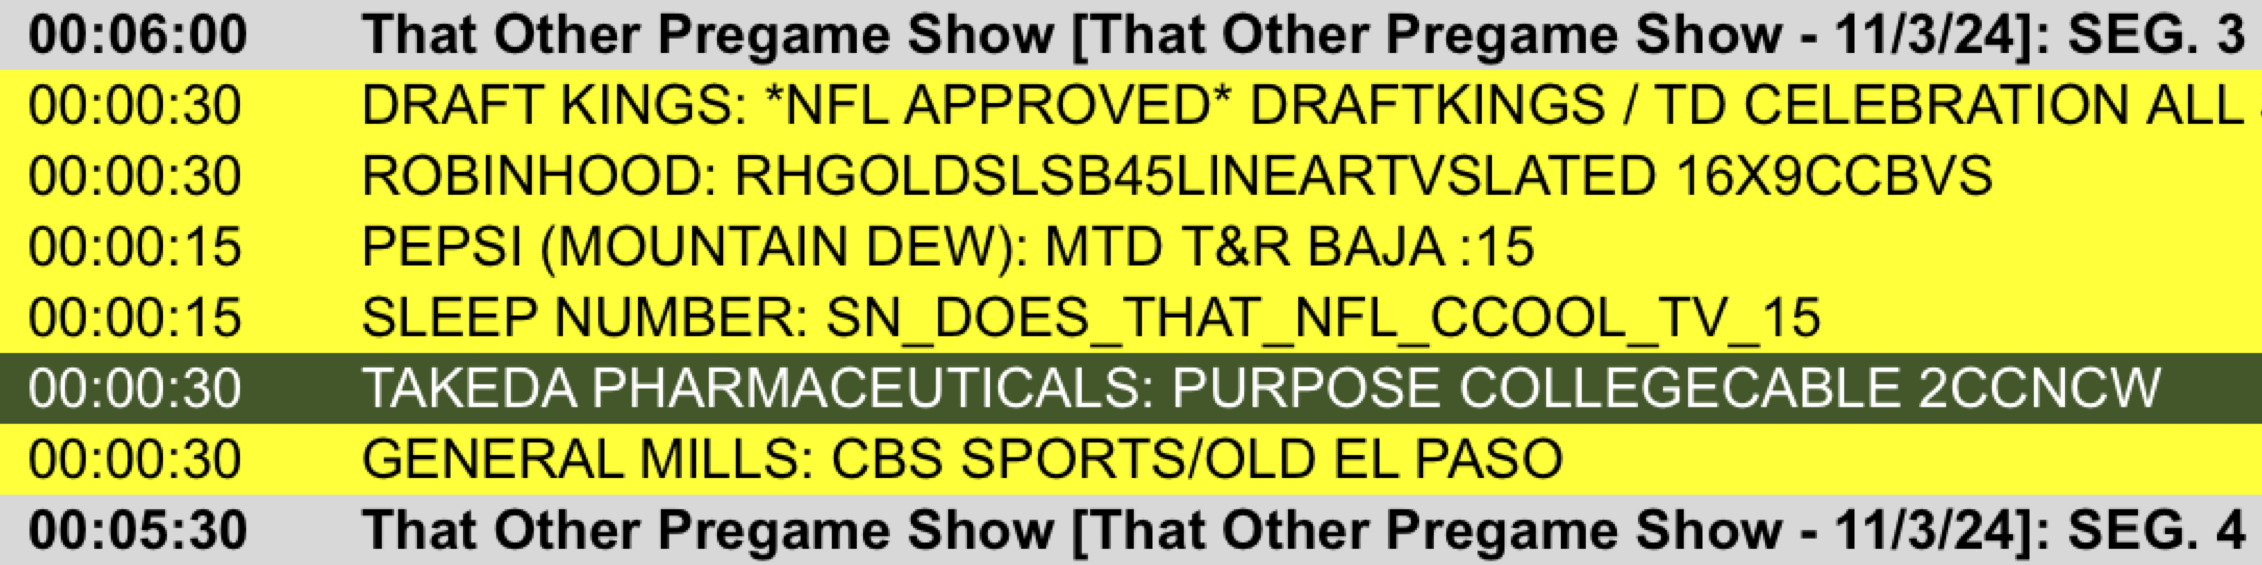 00:06:00 That Other Pregame Show [That Other Pregame Show - 11/3/24]: SEG. 3
00:00:30 DRAFT KINGS: *NFL APPROVED* DRAFTKINGS / TD CELEBRATION ALL
00:00:30 ROBINHOOD: RHGOLDSLSB45LINEARTVSLATED 16X9CCBVS
00:00:15 PEPSI (MOUNTAIN DEW): MTD T&R BAJA :15
00:00:15 SLEEP NUMBER: SN_DOES_THAT_NFL_CCOOL_TV_15
00:00:30 TAKEDA PHARMACEUTICALS: PURPOSE COLLEGECABLE 2CCNCW
00:00:30 GENERAL MILLS: CBS SPORTS/OLD EL PASO
00:05:30 That Other Pregame Show [That Other Pregame Show - 11/3/24]: SEG. 4